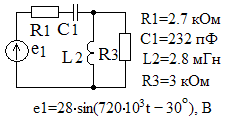 R1
C1
e1
L2
R3
R1=2.7 кОм
C1=232 пФ
L2=2.8 мГн
R3=3 кОм
e1=28·sin(720·10³t − 30°), В